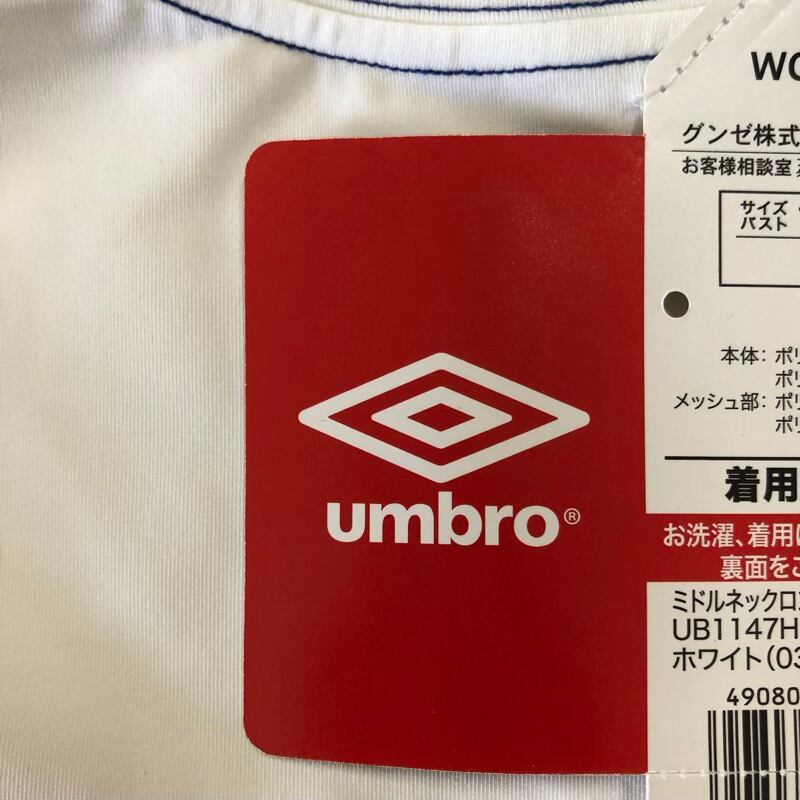 umbro®
WO
グンゼ株式
お客様相談室
サイズ
バスト
本体: ポリ
ポリ
メッシュ部: ポリ
ポリ
着用
お洗濯、着用に
裏面をご
ミドルネックロン
UB1147H
ホワイト(03
49080